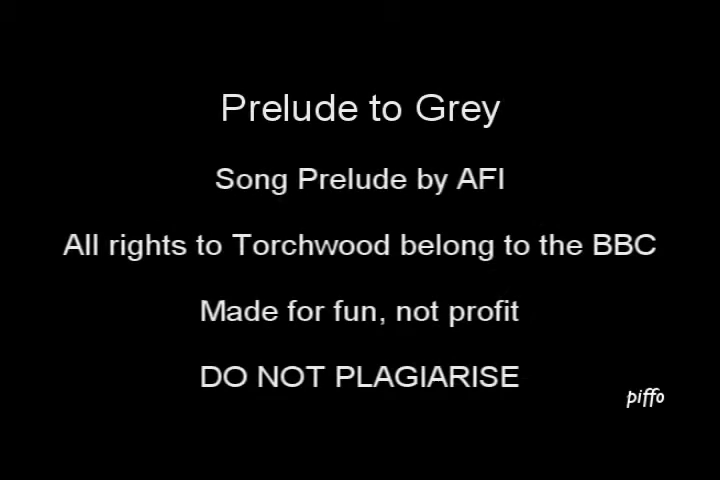 Prelude to Grey
Song Prelude by AFI
All rights to Torchwood belong to the BBC
Made for fun, not profit
DO NOT PLAGIARISE
piffo